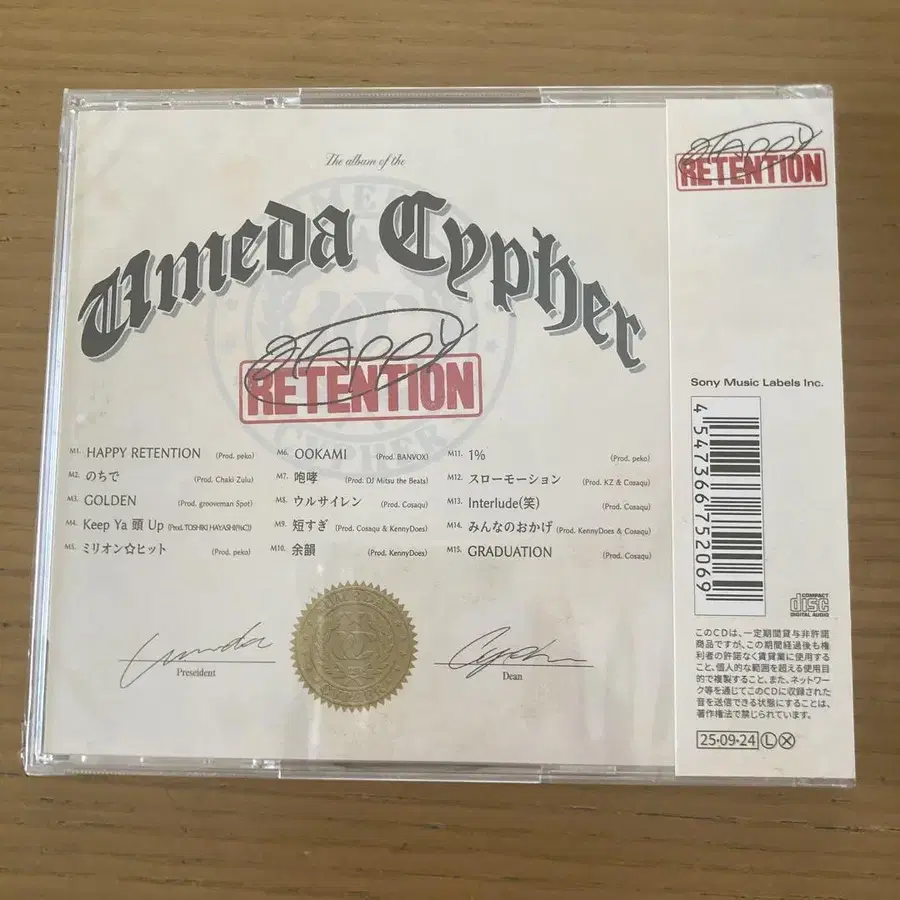 The album of the
Umeda Cypher
HAPPY
RETENTION
M1. HAPPY RETENTION (Prod. peko)
M2. のちで (Prod. Chaki Zulu)
M3. GOLDEN (Prod. grooveman Spot)
M4. Keep Ya 頭 Up (Prod. TOSHIKI HAYASHI(%C))
M5. ミリオン☆ヒット (Prod. peko)
M6. OOKAMI (Prod. BANVOX)
M7. 咆哮 (Prod. DJ Mitsu the Beats)
M8. ウルサイレン (Prod. Cosaqu)
M9. 短すぎ (Prod. Cosaqu & KennyDoes)
M10. 余韻 (Prod. KennyDoes)
M11. 1% (Prod. peko)
M12. スローモーション (Prod. KZ & Cosaqu)
M13. Interlude(笑) (Prod. Cosaqu)
M14. みんなのおかげ (Prod. KennyDoes & Cosaqu)
M15. GRADUATION (Prod. Cosaqu)
Umeda
Preseident
Cypher
Dean
CYPHER
HAPPY
RETENTION
Sony Music Labels Inc.
4547366752069
COMPACT
disc
DIGITAL AUDIO
このCDは、一定期間貸与非許諾
商品ですが、この期間経過後も権
利者の許諾なく賃貸業に使用する
こと、個人的な範囲を超える使用目
的で複製すること、また、ネットワー
ク等を通じてこのCDに収録された
音を送信できる状態にすることは、
著作権法で禁じられています。
25・09・24 Ⓛ Ⓧ